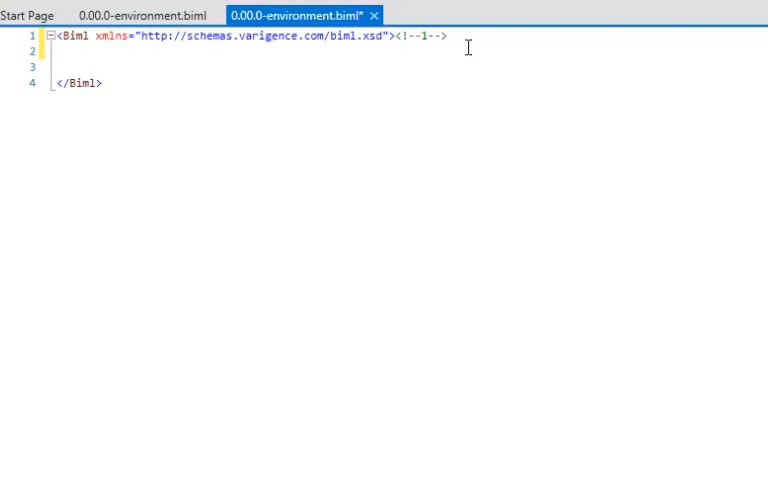 Start Page 0.00.0-environment.biml 0.00.0-environment.biml* ×
1 <Biml xmlns="http://schemas.varigence.com/biml.xsd"><!--1-->
2
3
4 </Biml>